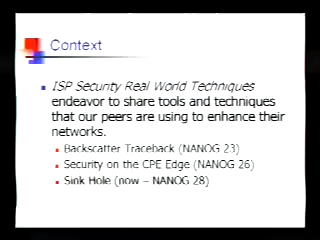 Context
ISP Security Real World Techniques
endeavor to share tools and techniques
that our peers are using to enhance their
networks.
Backscatter Traceback (NANOG 23)
Security on the CPE Edge (NANOG 26)
Sink Hole (now – NANOG 28)